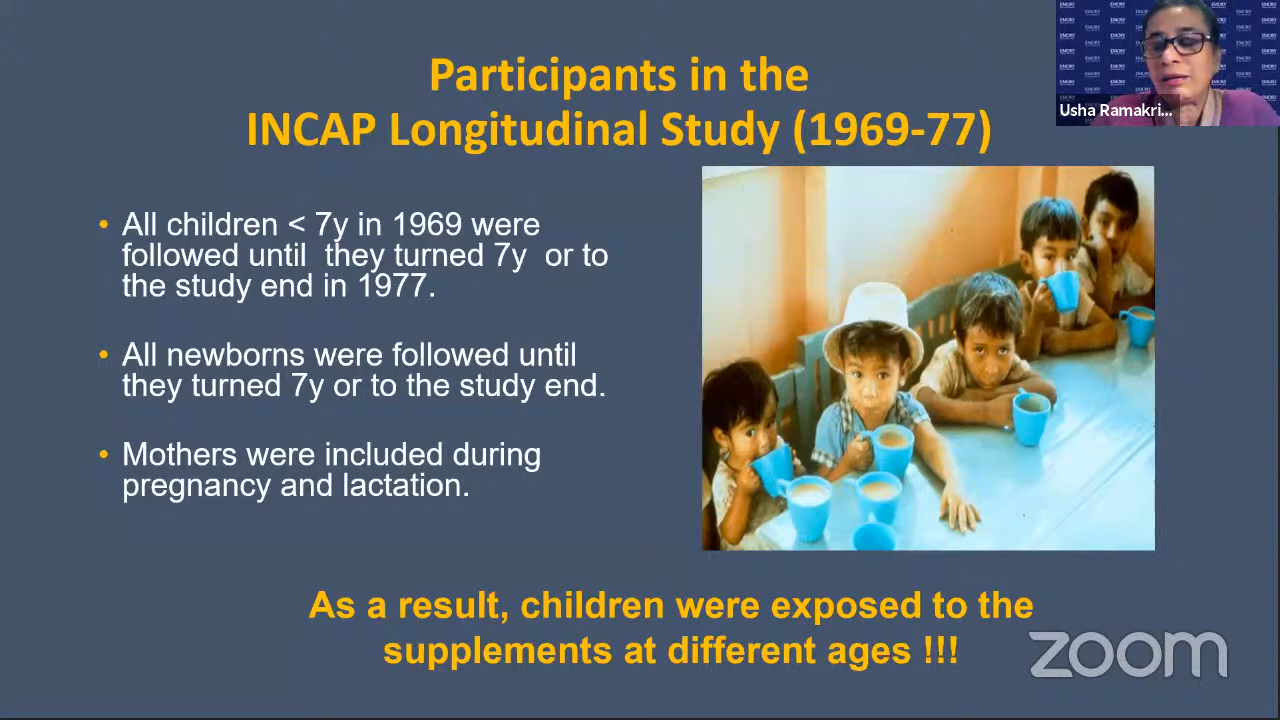 Participants in the
INCAP Longitudinal Study (1969-77)
Usha Ramakri...
• All children < 7y in 1969 were
followed until they turned 7y or to
the study end in 1977.
• All newborns were followed until
they turned 7y or to the study end.
• Mothers were included during
pregnancy and lactation.
As a result, children were exposed to the
supplements at different ages !!!
zoom